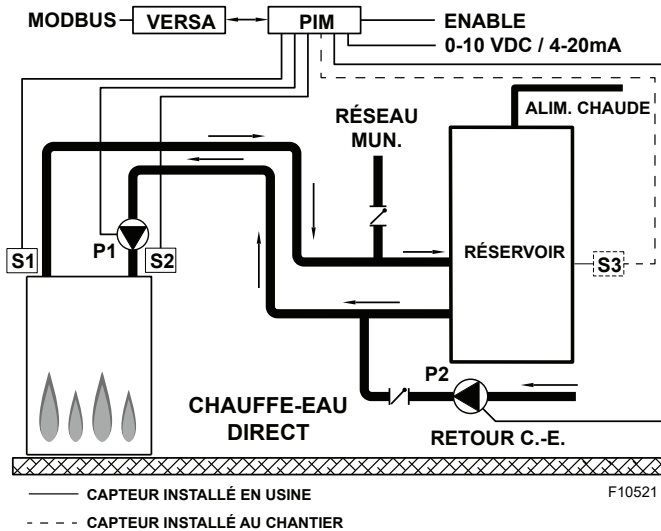 MODBUS
VERSA
PIM
ENABLE
0-10 VDC / 4-20mA
ALIM. CHAUDE
RÉSEAU
MUN.
S1
P1
S2
RÉSERVOIR
S3
P2
CHAUFFE-EAU
DIRECT
RETOUR C.-E.
F10521
CAPTEUR INSTALLÉ EN USINE
CAPTEUR INSTALLÉ AU CHANTIER